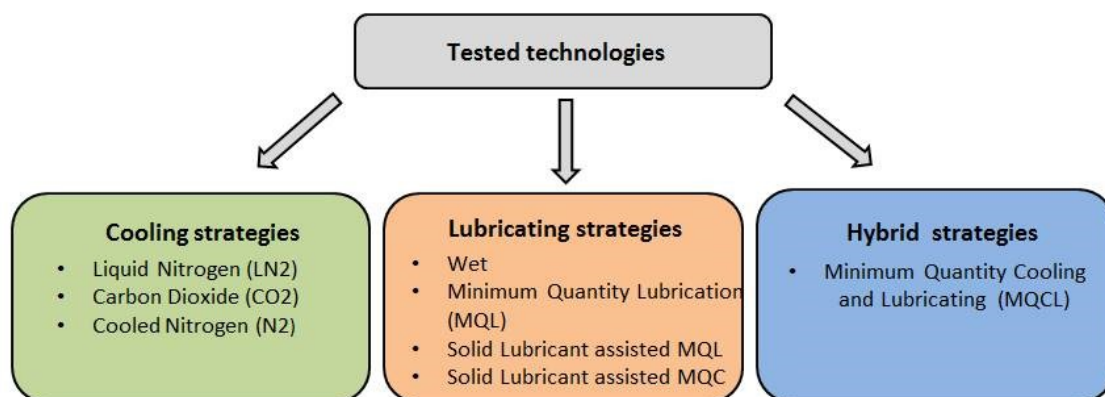 Tested technologies
Cooling strategies
• Liquid Nitrogen (LN2)
• Carbon Dioxide (CO2)
• Cooled Nitrogen (N2)
Lubricating strategies
• Wet
• Minimum Quantity Lubrication
(MQL)
• Solid Lubricant assisted MQL
• Solid Lubricant assisted MQC
Hybrid strategies
• Minimum Quantity Cooling
and Lubricating (MQCL)